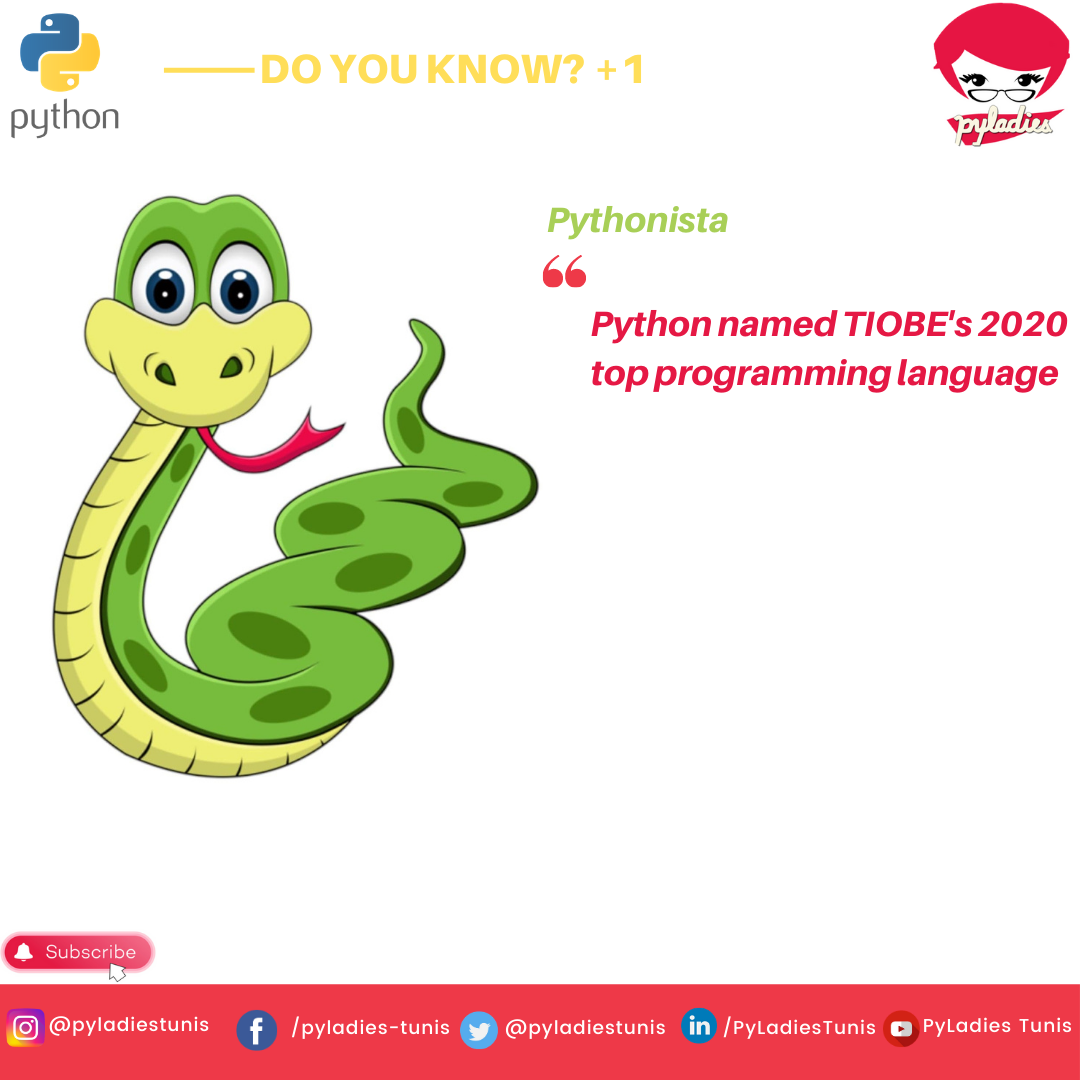 python
DO YOU KNOW? +1
pyladies
Pythonista
“
Python named TIOBE's 2020
top programming language
Subscribe
@pyladiestunis
/pyladies-tunis
@pyladiestunis
/PyLadiesTunis
PyLadies Tunis